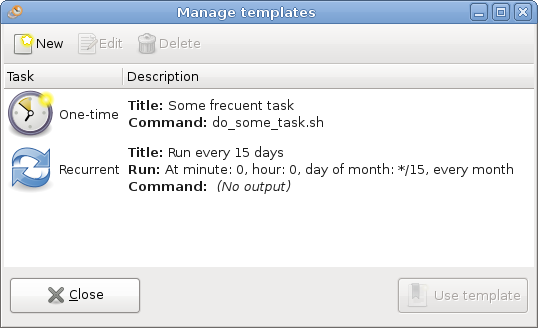 Manage templates
New Edit Delete
Task Description
One-time
Title: Some frecuent task
Command: do_some_task.sh
Recurrent
Title: Run every 15 days
Run: At minute: 0, hour: 0, day of month: */15, every month
Command: (No output)
Close Use template